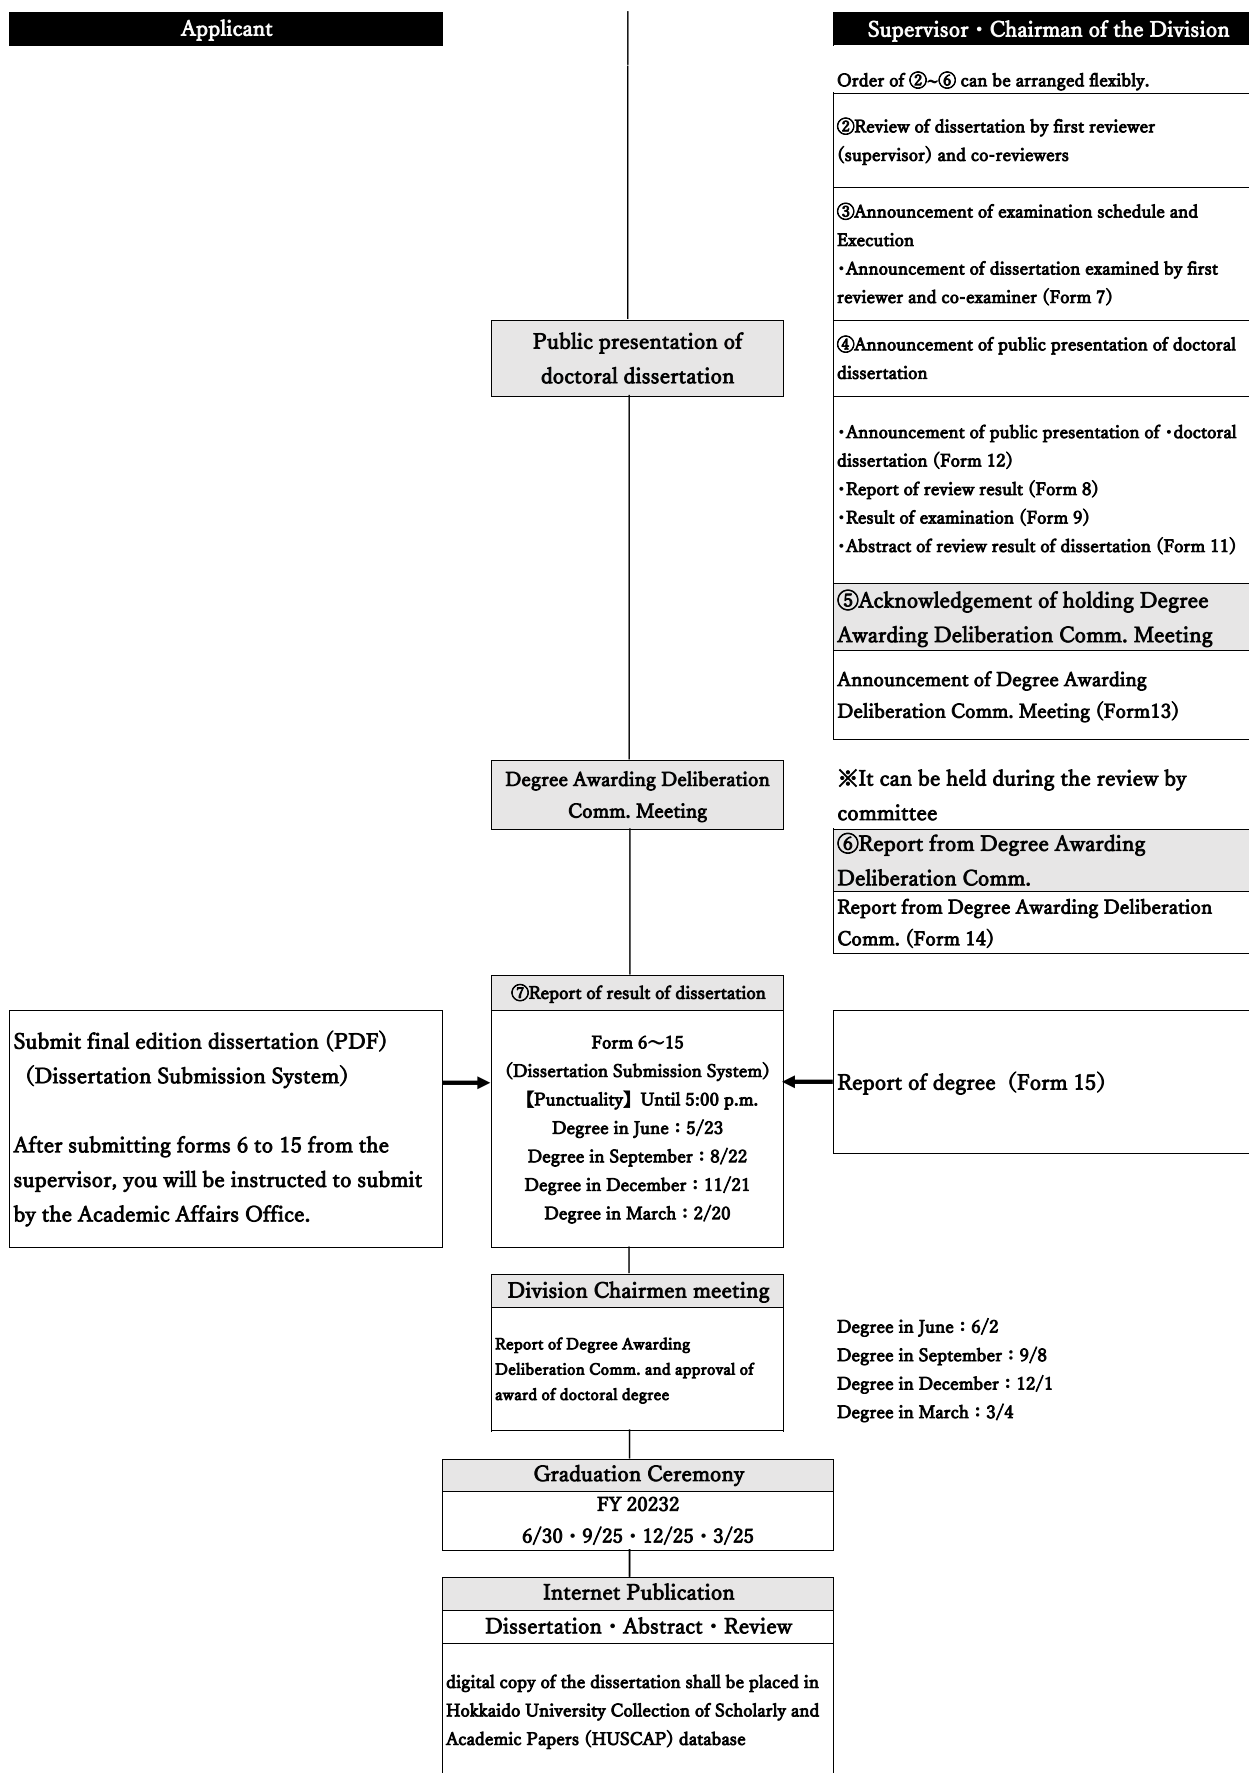 Applicant
Supervisor・Chairman of the Division
Order of ②~⑥ can be arranged flexibly.
②Review of dissertation by first reviewer
(supervisor) and co-reviewers
③Announcement of examination schedule and
Execution
・Announcement of dissertation examined by first
reviewer and co-examiner (Form 7)
Public presentation of
doctoral dissertation
④Announcement of public presentation of doctoral
dissertation
・Announcement of public presentation of ・doctoral
dissertation (Form 12)
・Report of review result (Form 8)
・Result of examination (Form 9)
・Abstract of review result of dissertation (Form 11)
⑤Acknowledgement of holding Degree
Awarding Deliberation Comm. Meeting
Announcement of Degree Awarding
Deliberation Comm. Meeting (Form13)
Degree Awarding Deliberation
Comm. Meeting
※It can be held during the review by
committee
⑥Report from Degree Awarding
Deliberation Comm.
Report from Degree Awarding Deliberation
Comm. (Form 14)
⑦Report of result of dissertation
Submit final edition dissertation (PDF)
(Dissertation Submission System)
After submitting forms 6 to 15 from the
supervisor, you will be instructed to submit
by the Academic Affairs Office.
Form 6～15
(Dissertation Submission System)
【Punctuality】Until 5:00 p.m.
Degree in June：5/23
Degree in September：8/22
Degree in December：11/21
Degree in March：2/20
Report of degree（Form 15）
Division Chairmen meeting
Report of Degree Awarding
Deliberation Comm. and approval of
award of doctoral degree
Degree in June：6/2
Degree in September：9/8
Degree in December：12/1
Degree in March：3/4
Graduation Ceremony
FY 20232
6/30・9/25・12/25・3/25
Internet Publication
Dissertation・Abstract・Review
digital copy of the dissertation shall be placed in
Hokkaido University Collection of Scholarly and
Academic Papers (HUSCAP) database